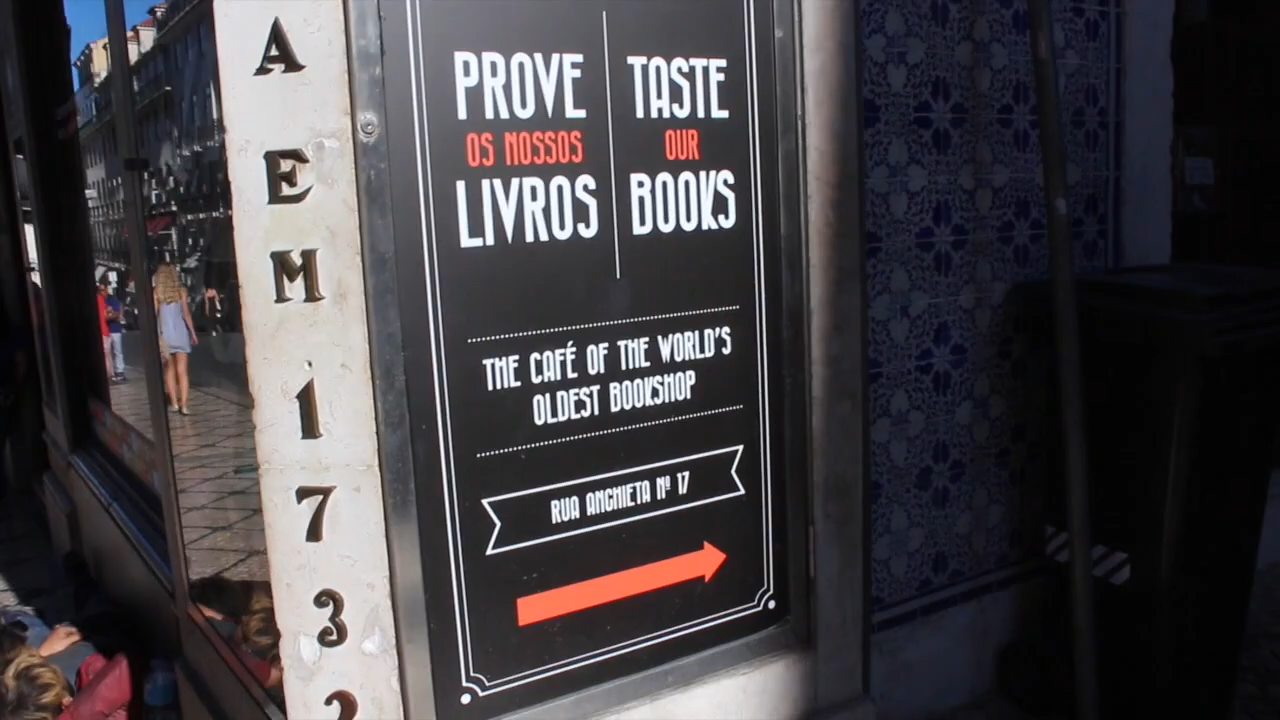 A
E
M
1
7
3
2
PROVE
OS NOSSOS
LIVROS
TASTE
OUR
BOOKS
THE CAFÉ OF THE WORLD'S
OLDEST BOOKSHOP
RUA ANCHIETA Nº 17